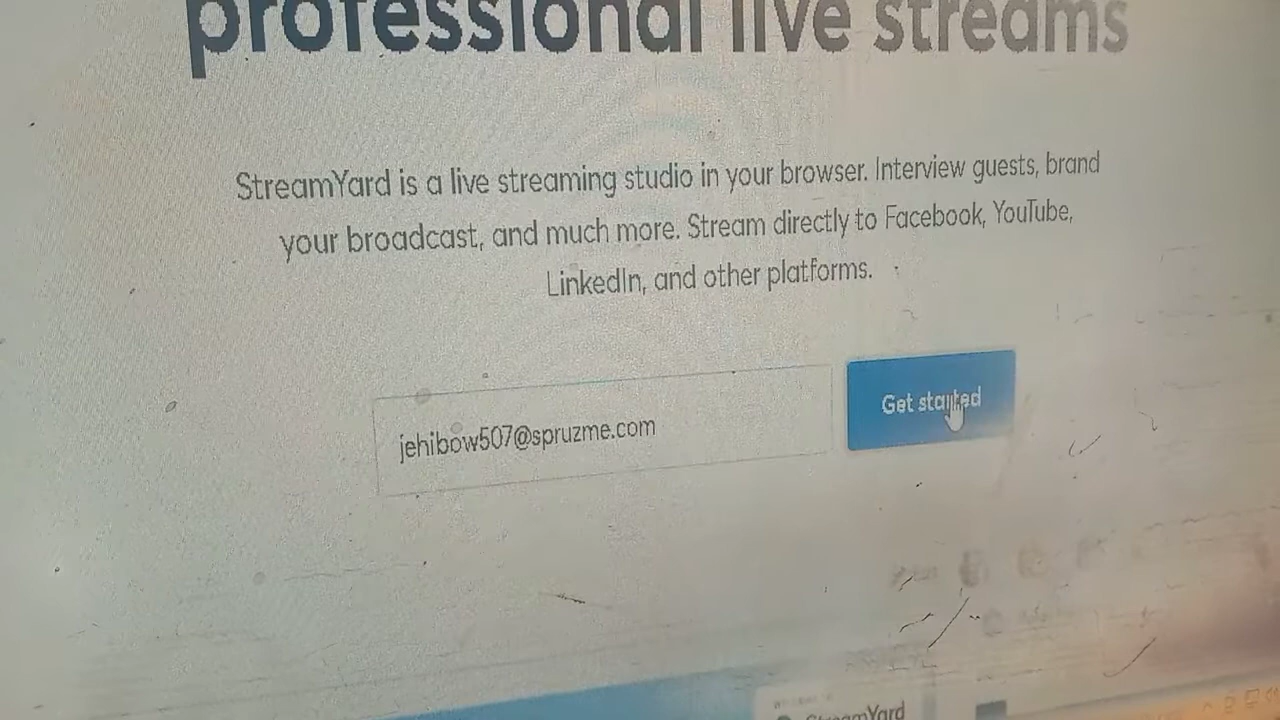 professional live streams
StreamYard is a live streaming studio in your browser. Interview guests, brand
your broadcast, and much more. Stream directly to Facebook, YouTube,
LinkedIn, and other platforms.
jehibow507@spruzme.com
Get started
StreamYard